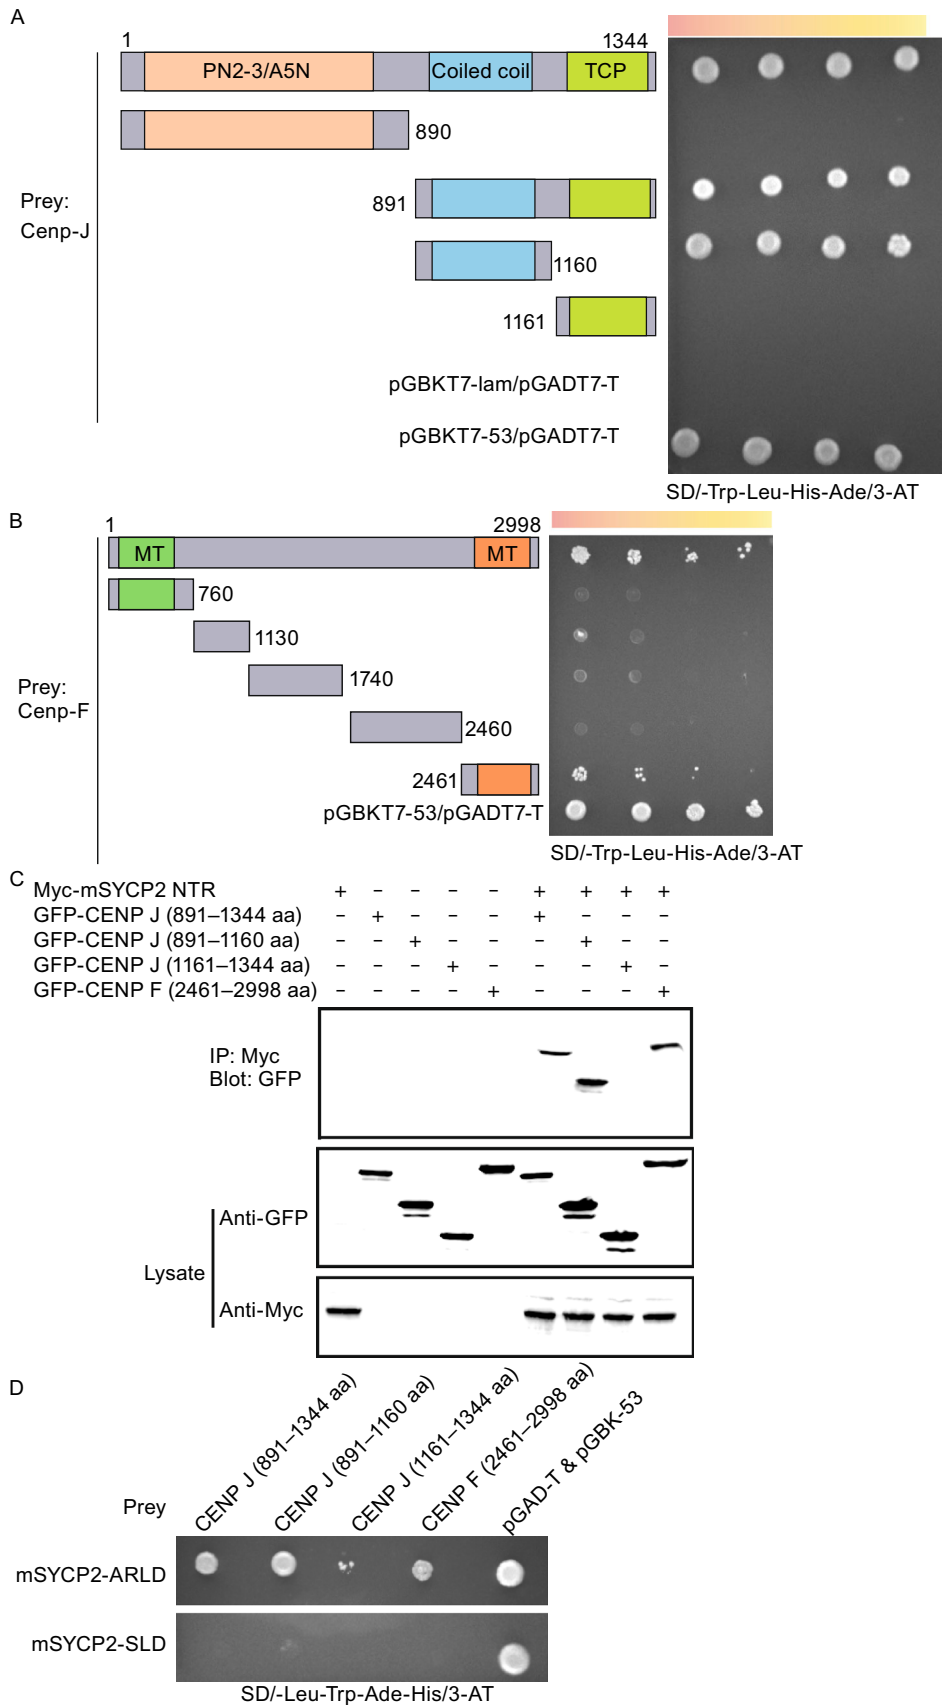 A
1 1344
PN2-3/A5N Coiled coil TCP
890
Prey:
Cenp-J
891
1160
1161
pGBKT7-lam/pGADT7-T
pGBKT7-53/pGADT7-T
SD/-Trp-Leu-His-Ade/3-AT
B
1 2998
MT MT
760
1130
1740
Prey:
Cenp-F
2460
2461
pGBKT7-53/pGADT7-T
SD/-Trp-Leu-His-Ade/3-AT
C
Myc-mSYCP2 NTR + − − − − + + + +
GFP-CENP J (891–1344 aa) − + − − − + − − −
GFP-CENP J (891–1160 aa) − − + − − − + − −
GFP-CENP J (1161–1344 aa) − − − + − − − + −
GFP-CENP F (2461–2998 aa) − − − − + − − − +
IP: Myc
Blot: GFP
Anti-GFP
Lysate
Anti-Myc
D
Prey
CENP J (891–1344 aa)
CENP J (891–1160 aa)
CENP J (1161–1344 aa)
CENP F (2461–2998 aa)
pGAD-T & pGBK-53
mSYCP2-ARLD
mSYCP2-SLD
SD/-Leu-Trp-Ade-His/3-AT